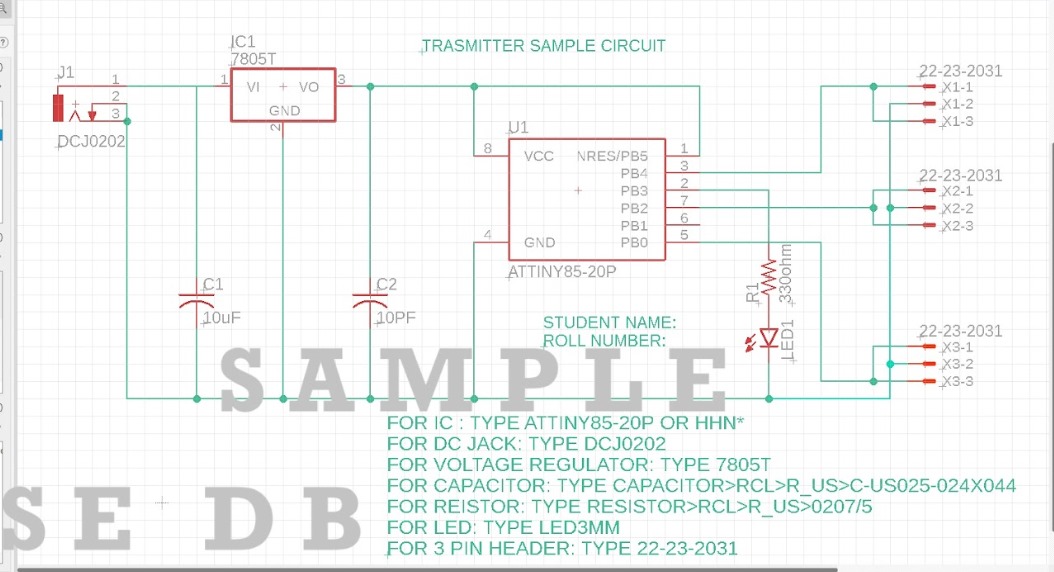 TRASMITTER SAMPLE CIRCUIT
IC1
7805T
J1
1
2
3
DCJ0202
1
VI
VO
3
GND
2
U1
8
VCC
NRES/PB5
1
PB4
3
PB3
2
PB2
7
PB1
6
4
GND
PB0
5
ATTINY85-20P
22-23-2031
X1-1
X1-2
X1-3
22-23-2031
X2-1
X2-2
X2-3
22-23-2031
X3-1
X3-2
X3-3
C1
10uF
C2
10PF
R1
330ohm
LED1
STUDENT NAME:
ROLL NUMBER:
SAMPLE
FOR IC : TYPE ATTINY85-20P OR HHN*
FOR DC JACK: TYPE DCJ0202
FOR VOLTAGE REGULATOR: TYPE 7805T
FOR CAPACITOR: TYPE CAPACITOR>RCL>R_US>C-US025-024X044
FOR REISTOR: TYPE RESISTOR>RCL>R_US>0207/5
FOR LED: TYPE LED3MM
FOR 3 PIN HEADER: TYPE 22-23-2031
SE DB